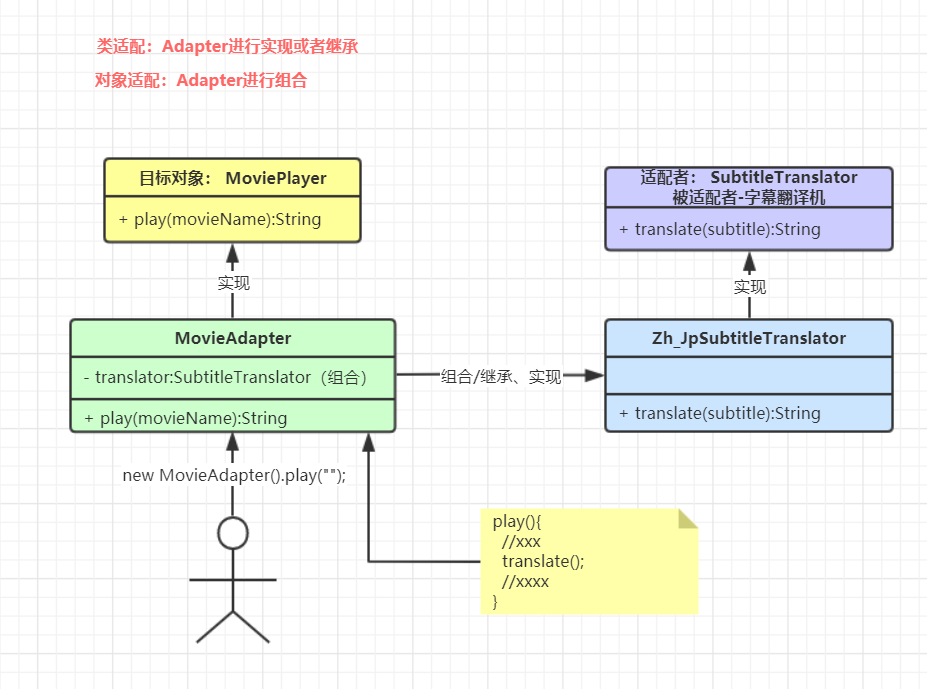 类适配：Adapter进行实现或者继承
对象适配：Adapter进行组合
目标对象： MoviePlayer
+ play(movieName):String
适配者： SubtitleTranslator
被适配者-字幕翻译机
+ translate(subtitle):String
实现
实现
MovieAdapter
- translator:SubtitleTranslator（组合）
+ play(movieName):String
组合/继承、实现
Zh_JpSubtitleTranslator
+ translate(subtitle):String
new MovieAdapter().play("");
play(){
//xxx
translate();
//xxxx
}